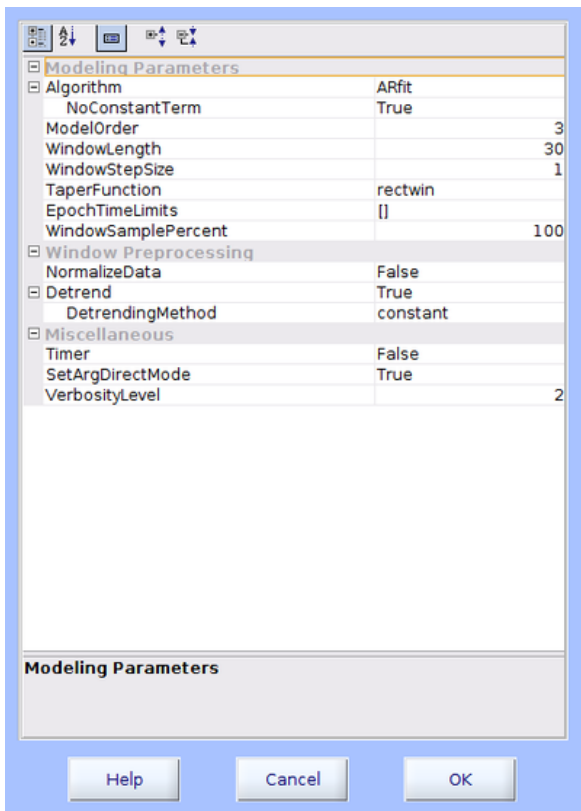 Modeling Parameters
Algorithm ARfit
NoConstantTerm True
ModelOrder 3
WindowLength 30
WindowStepSize 1
TaperFunction rectwin
EpochTimeLimits []
WindowSamplePercent 100
Window Preprocessing
NormalizeData False
Detrend True
DetrendingMethod constant
Miscellaneous
Timer False
SetArgDirectMode True
VerbosityLevel 2
Modeling Parameters
Help Cancel OK